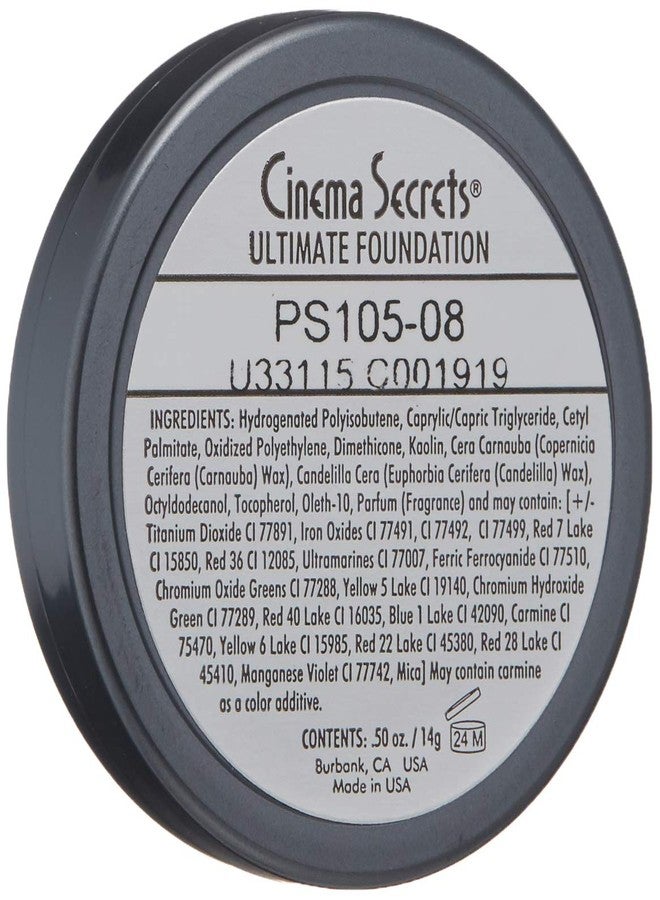 Cinema Secrets®
ULTIMATE FOUNDATION
PS105-08
U33115 C001919
INGREDIENTS: Hydrogenated Polyisobutene, Caprylic/Capric Triglyceride, Cetyl
Palmitate, Oxidized Polyethylene, Dimethicone, Kaolin, Cera Carnauba (Copernicia
Cerifera (Carnauba) Wax), Candelilla Cera (Euphorbia Cerifera (Candelilla) Wax),
Octyldodecanol, Tocopherol, Oleth-10, Parfum (Fragrance) and may contain: [+/-
Titanium Dioxide CI 77891, Iron Oxides CI 77491, CI 77492, CI 77499, Red 7 Lake
CI 15850, Red 36 CI 12085, Ultramarines CI 77007, Ferric Ferrocyanide CI 77510,
Chromium Oxide Greens CI 77288, Yellow 5 Lake CI 19140, Chromium Hydroxide
Green CI 77289, Red 40 Lake CI 16035, Blue 1 Lake CI 42090, Carmine CI
75470, Yellow 6 Lake CI 15985, Red 22 Lake CI 45380, Red 28 Lake CI
45410, Manganese Violet CI 77742, Mica] May contain carmine
as a color additive.
CONTENTS: .50 oz. / 14g 24 M
Burbank, CA USA
Made in USA